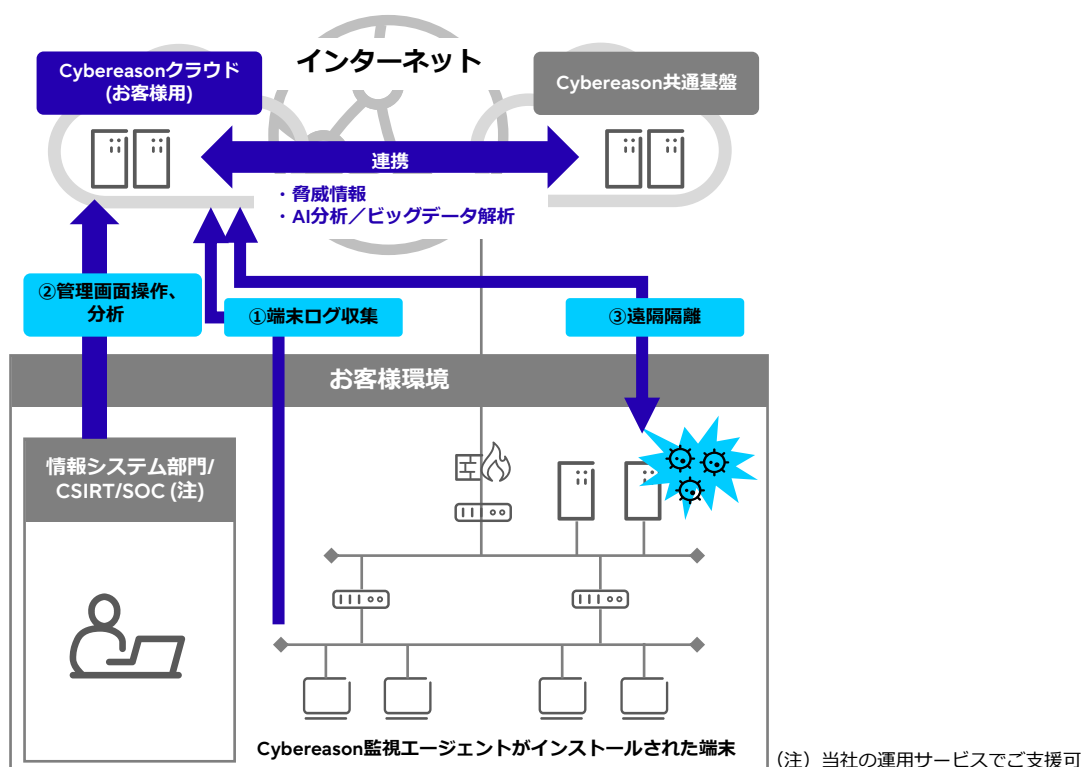 インターネット
Cybereasonクラウド
(お客様用)
Cybereason共通基盤
連携
・脅威情報
・AI分析／ビッグデータ解析
②管理画面操作、
分析
①端末ログ収集
③遠隔隔離
お客様環境
情報システム部門/
CSIRT/SOC (注)
Cybereason監視エージェントがインストールされた端末
（注）当社の運用サービスでご支援可